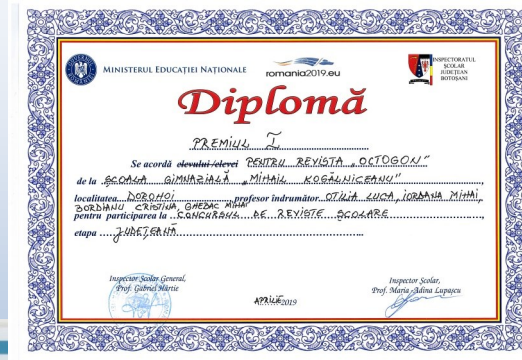 MINISTERUL EDUCAȚIEI NAȚIONALE
romania2019.eu
INSPECTORATUL
ȘCOLAR
JUDEȚEAN
BOTOȘANI
Diplomă
PREMIUL I
Se acordă elevului/elevei PENTRU REVISTA „OCTOGON"
de la ȘCOALA GIMNAZIALĂ „MIHAIL KOGĂLNICEANU",
localitatea DOROHOI profesor îndrumător OTILIA LUCA, IORDANA MIHAI,
BORDIANU CRISTINA, GHEBAC MIHAI
pentru participarea la CONCURSUL DE REVISTE ȘCOLARE,
etapa JUDEȚEANĂ
Inspector Școlar General,
Prof. Gabriel Hârtie
Inspector Școlar,
Prof. Maria-Adina Lupașcu
APRILIE 2019